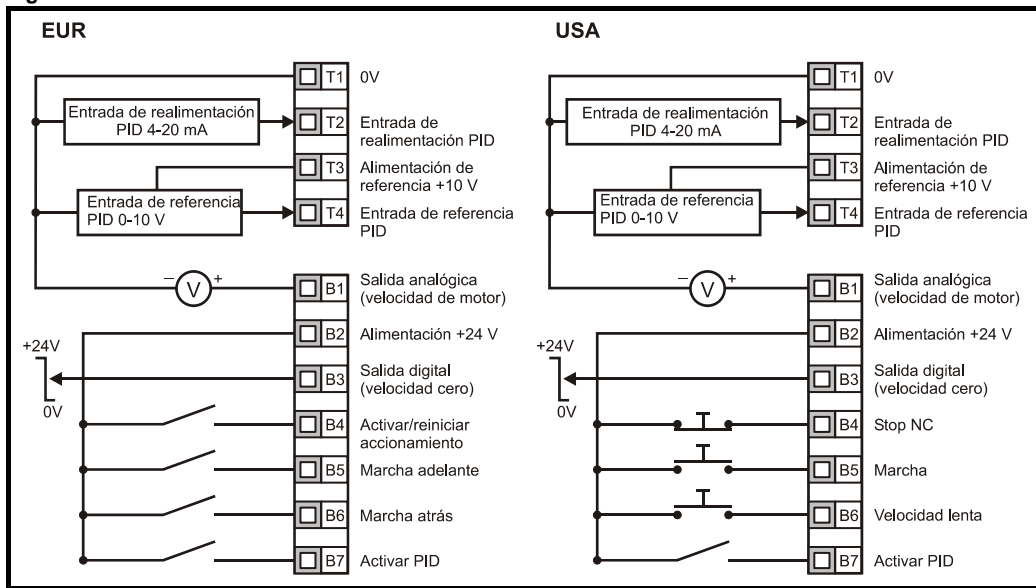 EUR
T1 0V
Entrada de realimentación
PID 4-20 mA
T2 Entrada de
realimentación PID
T3 Alimentación de
referencia +10 V
Entrada de referencia
PID 0-10 V
T4 Entrada de referencia
PID
– V +
B1 Salida analógica
(velocidad de motor)
B2 Alimentación +24 V
+24V
0V
B3 Salida digital
(velocidad cero)
B4 Activar/reiniciar
accionamiento
B5 Marcha adelante
B6 Marcha atrás
B7 Activar PID
USA
T1 0V
Entrada de realimentación
PID 4-20 mA
T2 Entrada de
realimentación PID
T3 Alimentación de
referencia +10 V
Entrada de referencia
PID 0-10 V
T4 Entrada de referencia
PID
– V +
B1 Salida analógica
(velocidad de motor)
B2 Alimentación +24 V
+24V
0V
B3 Salida digital
(velocidad cero)
B4 Stop NC
B5 Marcha
B6 Velocidad lenta
B7 Activar PID